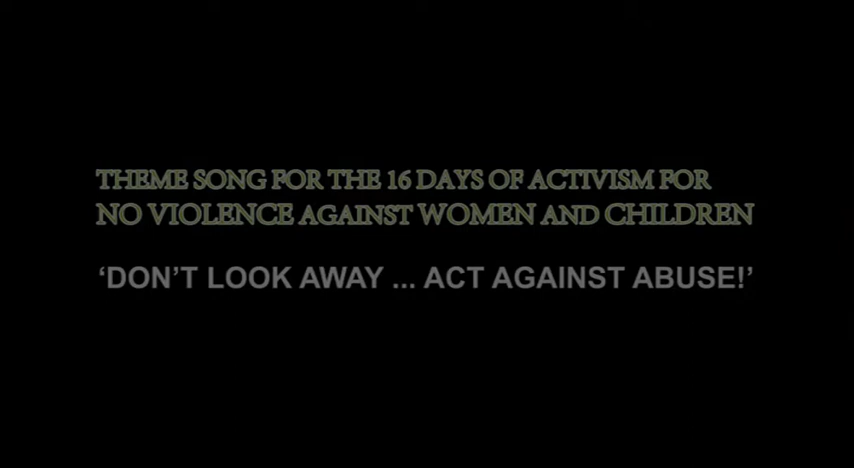 THEME SONG FOR THE 16 DAYS OF ACTIVISM FOR
NO VIOLENCE AGAINST WOMEN AND CHILDREN
‘DON’T LOOK AWAY ... ACT AGAINST ABUSE!’